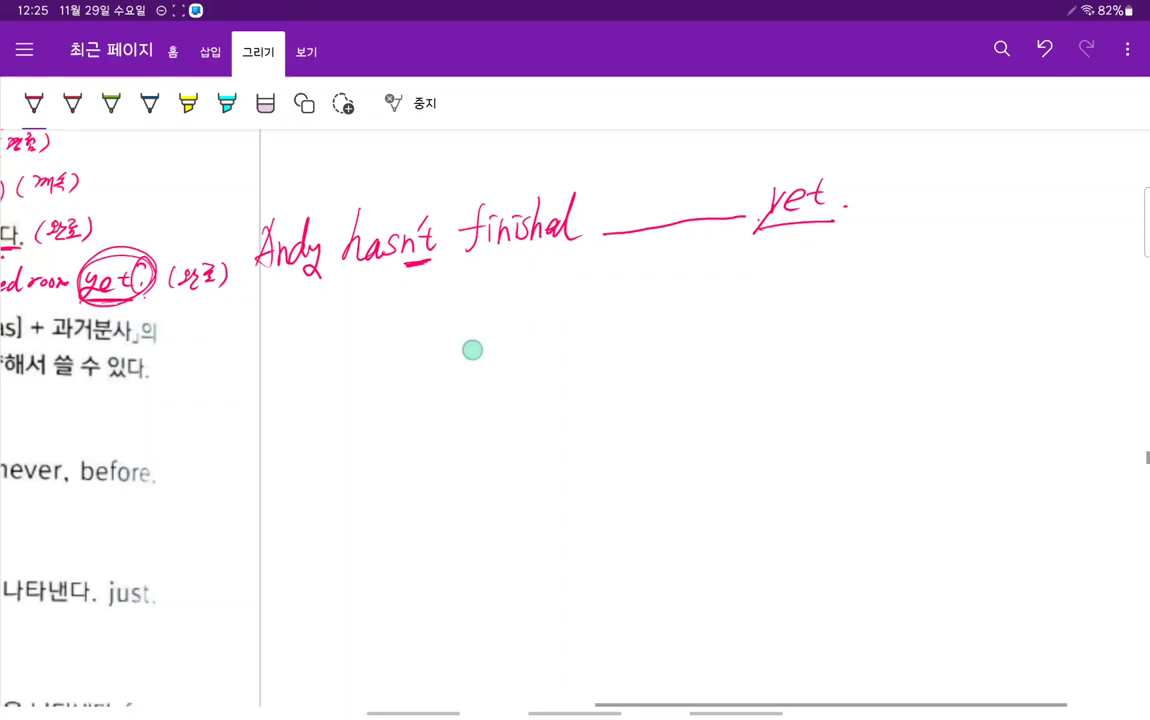 12:25 11월 29일 수요일 82%
최근 페이지 홈 삽입 그리기 보기
중지
경험)
) (계속)
다. (완료)
ed room yet? (완료)
Andy hasn't finished yet.
as] + 과거분사」의
해서 쓸 수 있다.
never, before.
나타낸다. just,